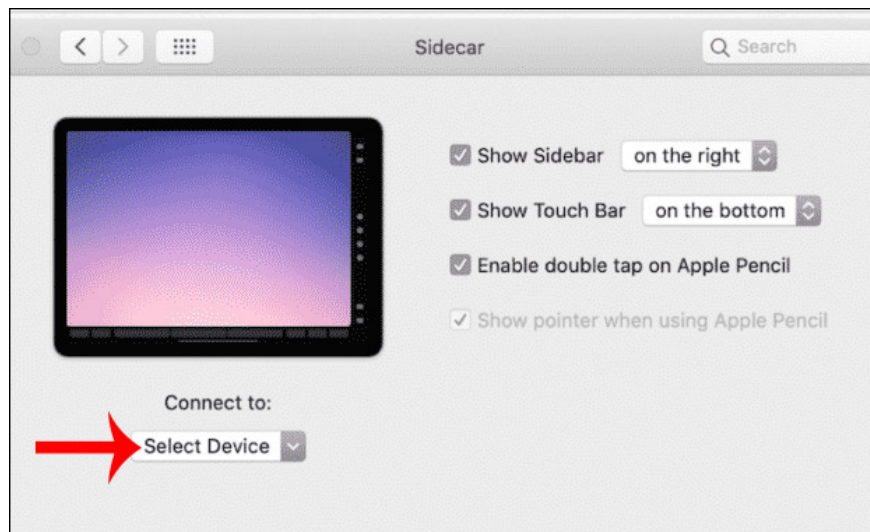 Sidecar
Search
Show Sidebar on the right
Show Touch Bar on the bottom
Enable double tap on Apple Pencil
Show pointer when using Apple Pencil
Connect to:
Select Device